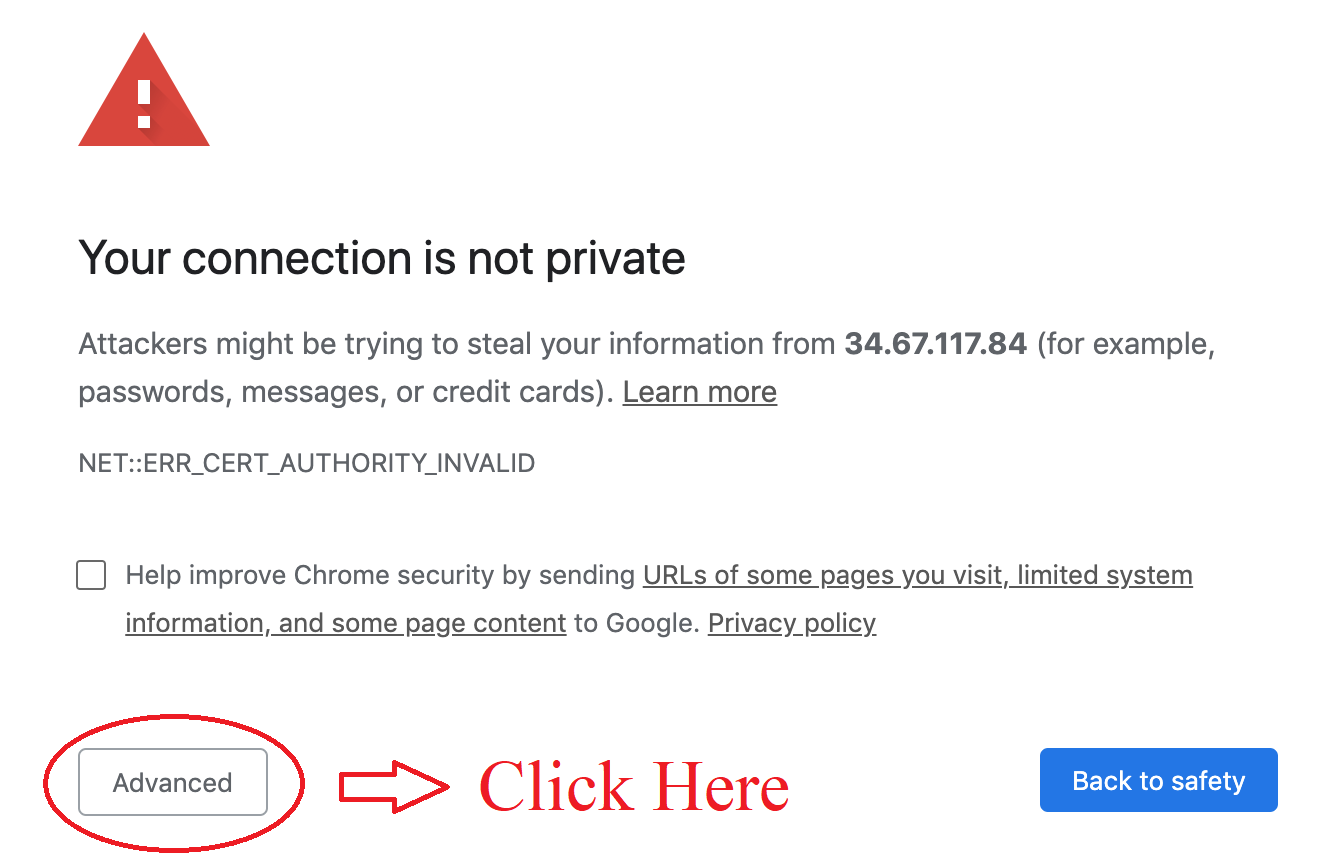 Your connection is not private
Attackers might be trying to steal your information from 34.67.117.84 (for example,
passwords, messages, or credit cards). Learn more
NET::ERR_CERT_AUTHORITY_INVALID
Help improve Chrome security by sending URLs of some pages you visit, limited system
information, and some page content to Google. Privacy policy
Advanced Click Here Back to safety